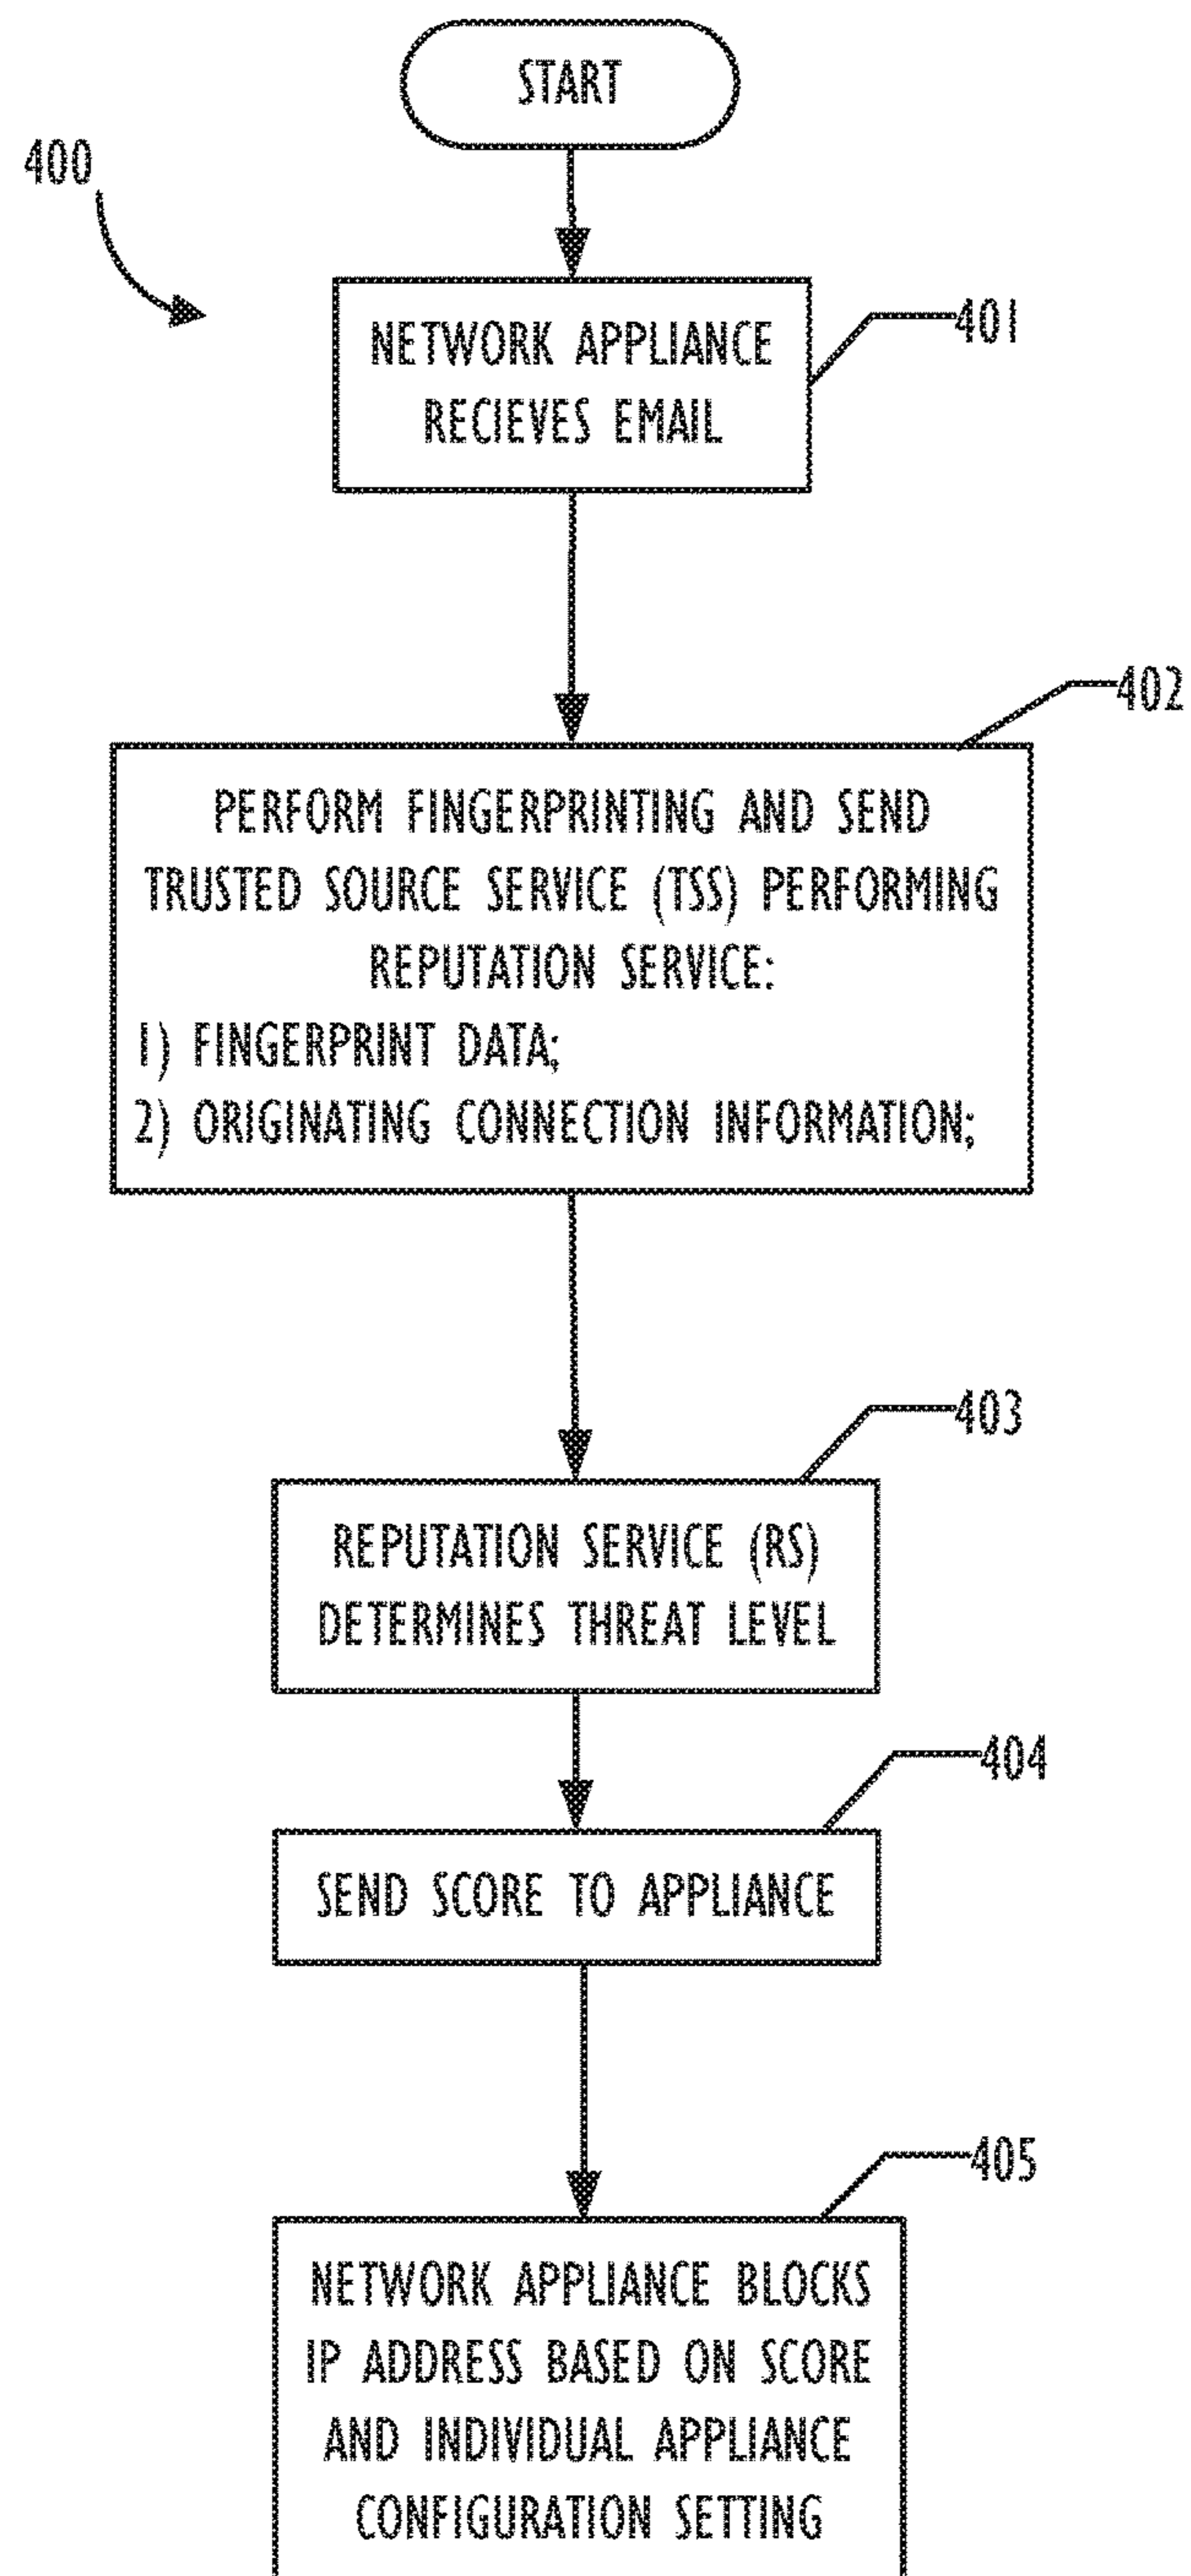 START
400
NETWORK APPLIANCE
RECIEVES EMAIL
401
402
PERFORM FINGERPRINTING AND SEND
TRUSTED SOURCE SERVICE (TSS) PERFORMING
REPUTATION SERVICE:
1) FINGERPRINT DATA;
2) ORIGINATING CONNECTION INFORMATION;
403
REPUTATION SERVICE (RS)
DETERMINES THREAT LEVEL
404
SEND SCORE TO APPLIANCE
405
NETWORK APPLIANCE BLOCKS
IP ADDRESS BASED ON SCORE
AND INDIVIDUAL APPLIANCE
CONFIGURATION SETTING